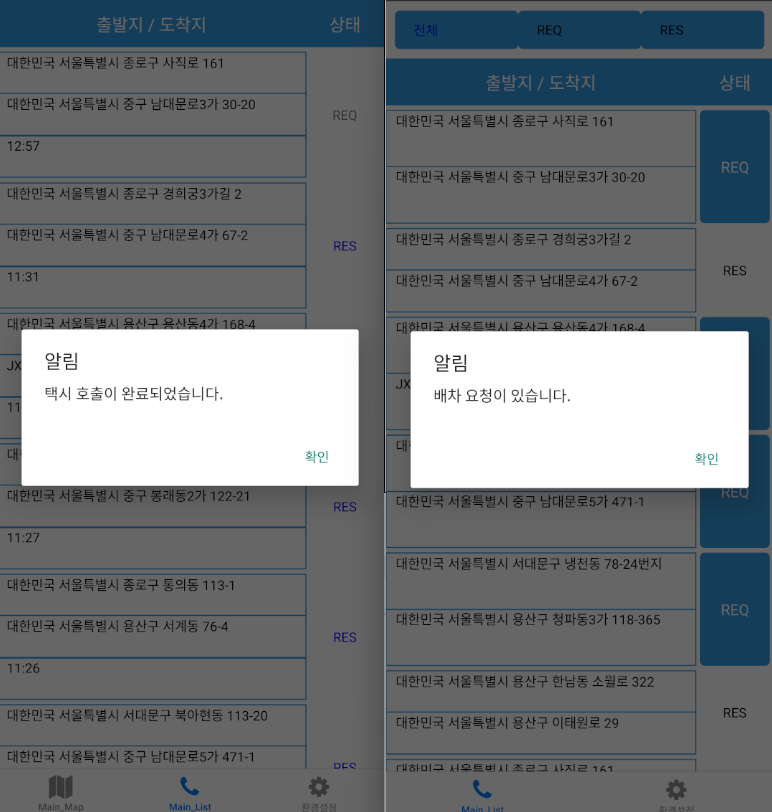 출발지 / 도착지 상태
대한민국 서울특별시 종로구 사직로 161
대한민국 서울특별시 중구 남대문로3가 30-20
REQ
12:57
대한민국 서울특별시 종로구 경희궁3가길 2
대한민국 서울특별시 중구 남대문로4가 67-2
RES
11:31
대한민국 서울특별시 용산구 용산동4가 168-4
JX
11
알림
택시 호출이 완료되었습니다.
확인
대한민국 서울특별시 중구 봉래동2가 122-21
RES
11:27
대한민국 서울특별시 종로구 통의동 113-1
대한민국 서울특별시 용산구 서계동 76-4
RES
11:26
대한민국 서울특별시 서대문구 북아현동 113-20
대한민국 서울특별시 중구 남대문로5가 471-1
RES
Main_Map Main_List 환경설정
전체 REQ RES
출발지 / 도착지 상태
대한민국 서울특별시 종로구 사직로 161
REQ
대한민국 서울특별시 중구 남대문로3가 30-20
대한민국 서울특별시 종로구 경희궁3가길 2
RES
대한민국 서울특별시 중구 남대문로4가 67-2
대한민국 서울특별시 용산구 용산동4가 168-4
JX
알림
배차 요청이 있습니다.
확인
REQ
대한민국 서울특별시 중구 남대문로5가 471-1
대한민국 서울특별시 서대문구 냉천동 78-24번지
REQ
대한민국 서울특별시 용산구 청파동3가 118-365
대한민국 서울특별시 용산구 한남동 소월로 322
RES
대한민국 서울특별시 용산구 이태원로 29
대한민국 서울특별시 종로구 사직로 161
Main_List 환경설정